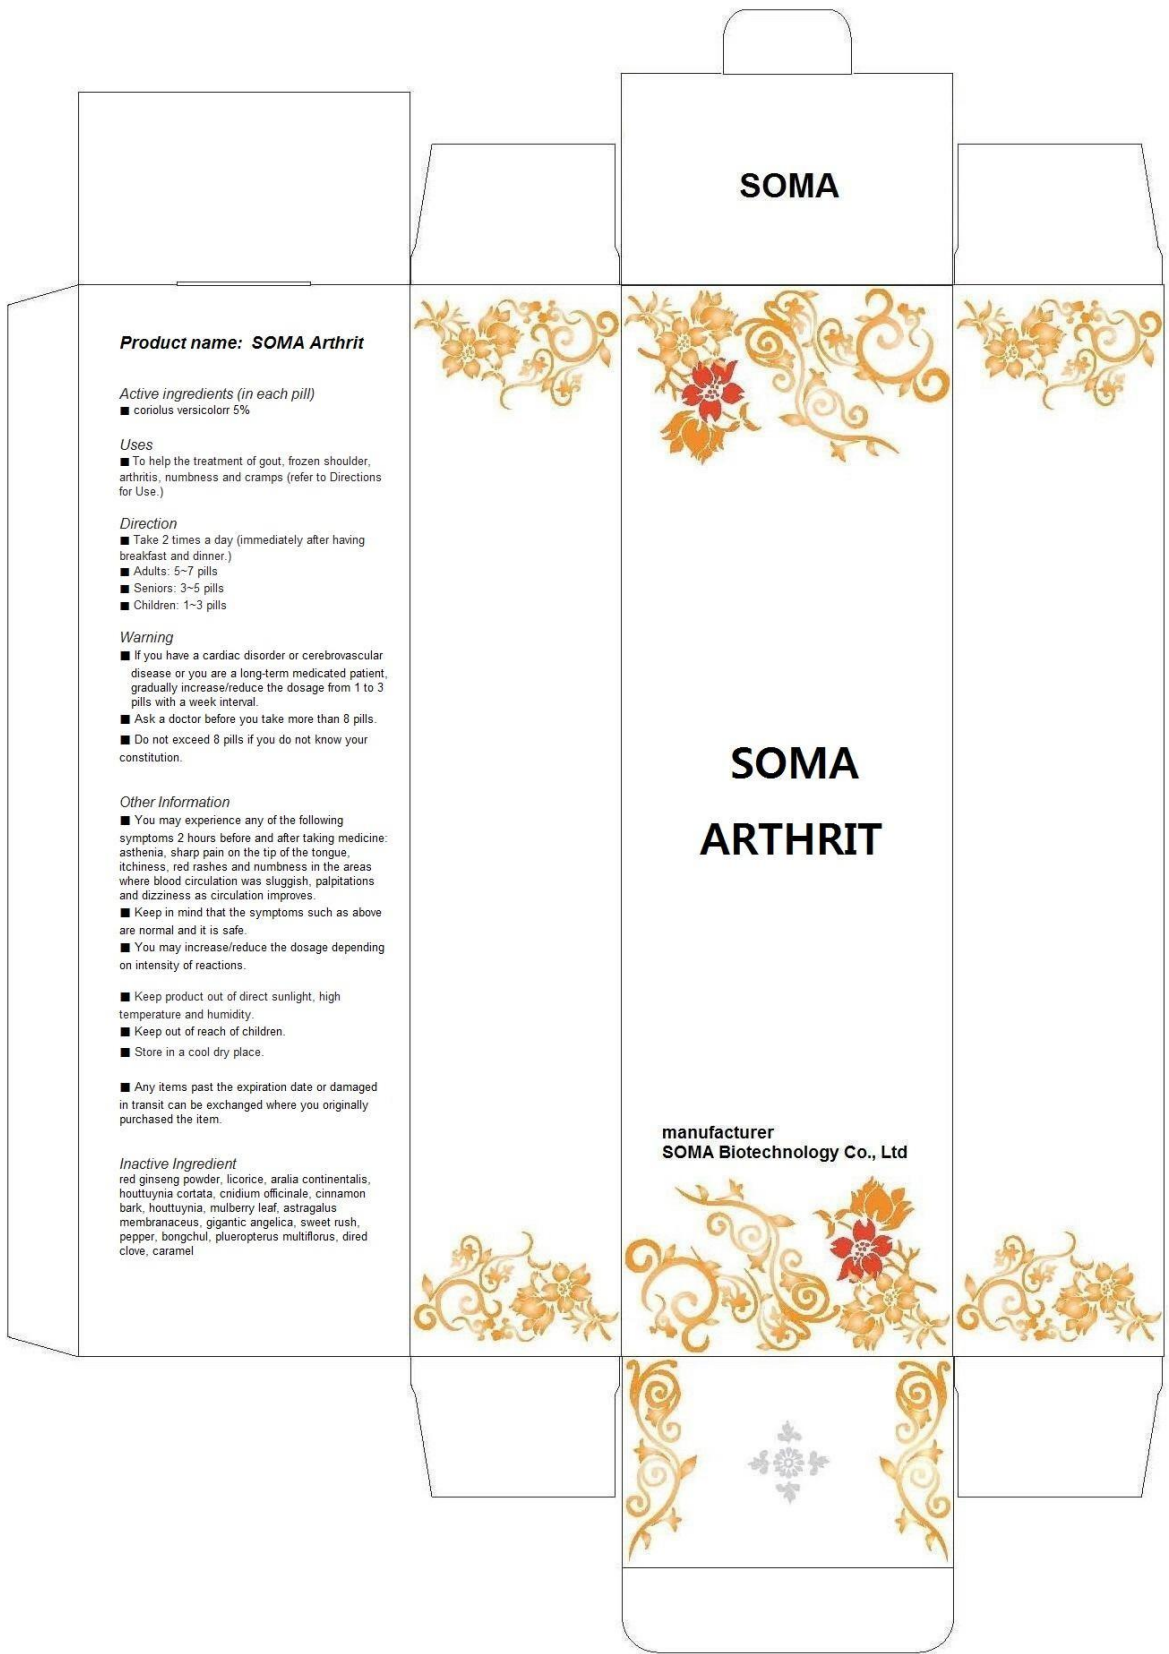 SOMA
Product name: SOMA Arthrit
Active ingredients (in each pill)
■ coriolus versicolorr 5%
Uses
■ To help the treatment of gout, frozen shoulder,
arthritis, numbness and cramps (refer to Directions
for Use.)
Direction
■ Take 2 times a day (immediately after having
breakfast and dinner.)
■ Adults: 5~7 pills
■ Seniors: 3~5 pills
■ Children: 1~3 pills
Warning
■ If you have a cardiac disorder or cerebrovascular
disease or you are a long-term medicated patient,
gradually increase/reduce the dosage from 1 to 3
pills with a week interval.
■ Ask a doctor before you take more than 8 pills.
■ Do not exceed 8 pills if you do not know your
constitution.
Other Information
■ You may experience any of the following
symptoms 2 hours before and after taking medicine:
asthenia, sharp pain on the tip of the tongue,
itchiness, red rashes and numbness in the areas
where blood circulation was sluggish, palpitations
and dizziness as circulation improves.
■ Keep in mind that the symptoms such as above
are normal and it is safe.
■ You may increase/reduce the dosage depending
on intensity of reactions.
■ Keep product out of direct sunlight, high
temperature and humidity.
■ Keep out of reach of children.
■ Store in a cool dry place.
■ Any items past the expiration date or damaged
in transit can be exchanged where you originally
purchased the item.
Inactive Ingredient
red ginseng powder, licorice, aralia continentalis,
houttuynia cortata, cnidium officinale, cinnamon
bark, houttuynia, mulberry leaf, astragalus
membranaceus, gigantic angelica, sweet rush,
pepper, bongchul, plueropterus multiflorus, dired
clove, caramel
SOMA
ARTHRIT
manufacturer
SOMA Biotechnology Co., Ltd